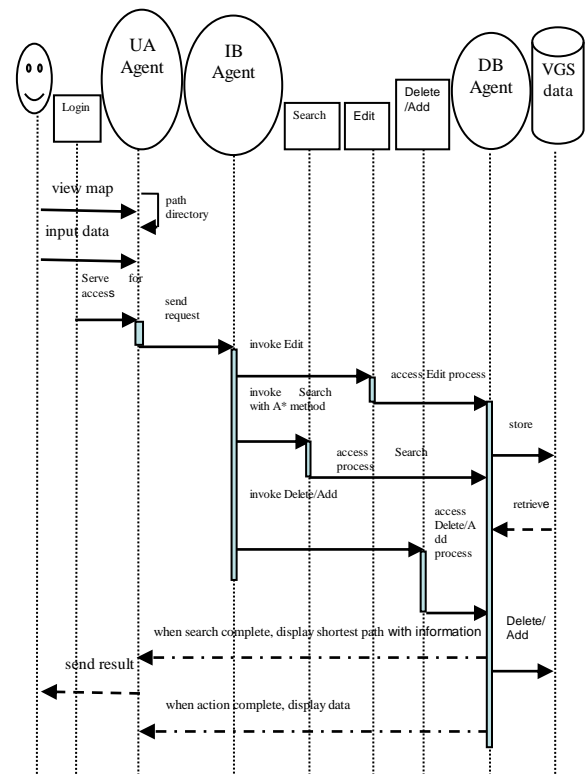 UA
Agent
IB
Agent
DB
Agent
VGS
data
Login
Search
Edit
Delete
/Add
view map
path
directory
input data
Serve for
access
send
request
invoke Edit
access Edit process
invoke Search
with A* method
store
access
process Search
invoke Delete/Add
access
Delete/A
dd
process
retrieve
when search complete, display shortest path with information
Delete/
Add
send result
when action complete, display data